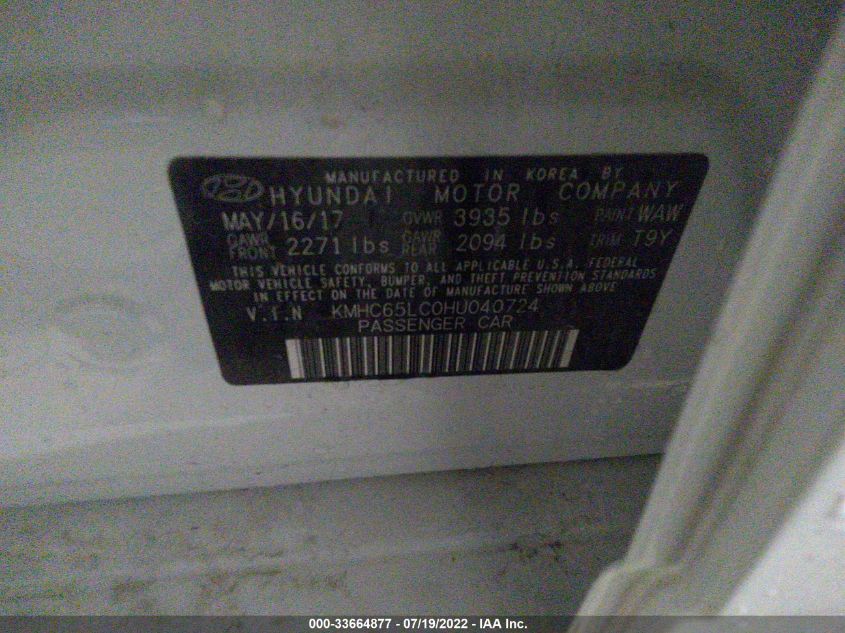 MANUFACTURED IN KOREA BY
HYUNDAI MOTOR COMPANY
MAY/16/17 GVWR 3935 lbs PAINT WAW
GAWR FRONT 2271 lbs GAWR REAR 2094 lbs TRIM T9Y
THIS VEHICLE CONFORMS TO ALL APPLICABLE U.S.A. FEDERAL
MOTOR VEHICLE SAFETY, BUMPER, AND THEFT PREVENTION STANDARDS
IN EFFECT ON THE DATE OF MANUFACTURE SHOWN ABOVE
V.I.N KMHC65LC0HU040724
PASSENGER CAR
000-33664877 - 07/19/2022 - IAA Inc.